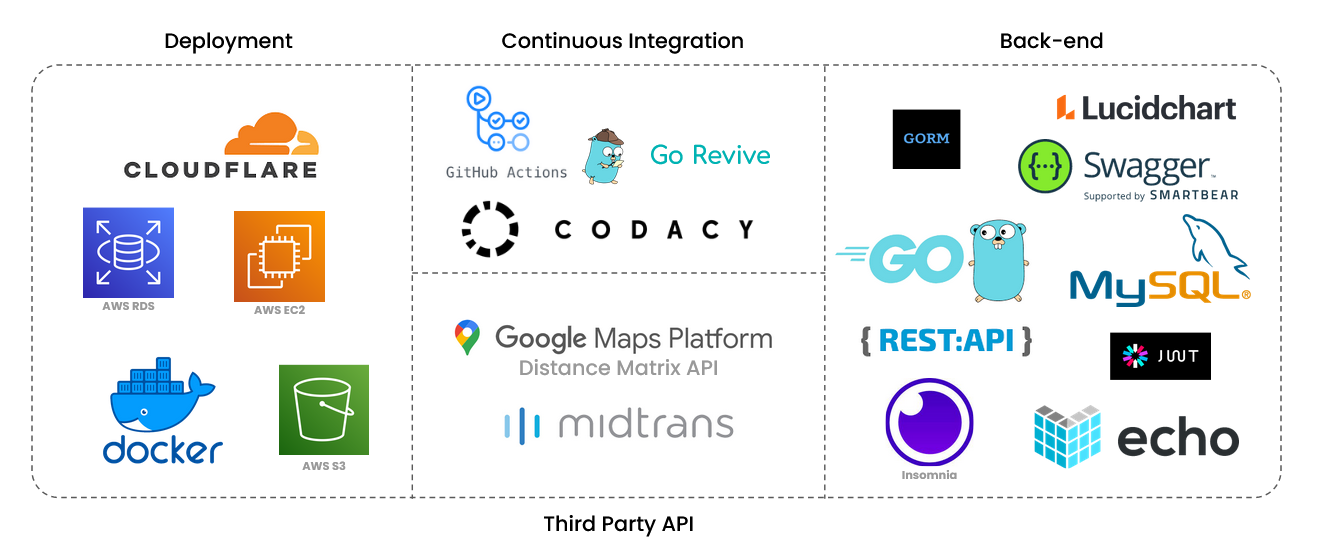 Deployment
Continuous Integration
Back-end
CLOUDFLARE
AWS RDS
AWS EC2
docker
AWS S3
GitHub Actions
Go Revive
CODACY
Google Maps Platform
Distance Matrix API
midtrans
GORM
Lucidchart
{...} Swagger™
Supported by SMARTBEAR
GO
MySQL®
{ REST:API }
JWT
Insomnia
echo
Third Party API